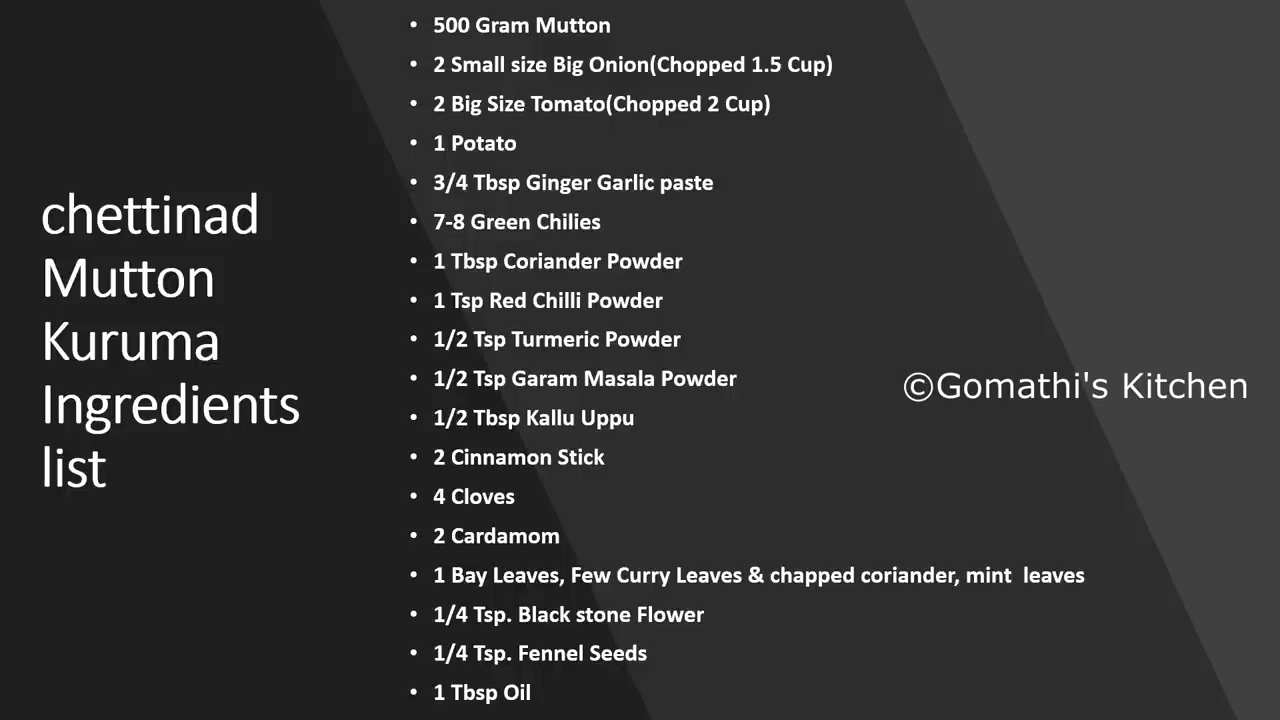 chettinad
Mutton
Kuruma
Ingredients
list
• 500 Gram Mutton
• 2 Small size Big Onion(Chopped 1.5 Cup)
• 2 Big Size Tomato(Chopped 2 Cup)
• 1 Potato
• 3/4 Tbsp Ginger Garlic paste
• 7-8 Green Chilies
• 1 Tbsp Coriander Powder
• 1 Tsp Red Chilli Powder
• 1/2 Tsp Turmeric Powder
• 1/2 Tsp Garam Masala Powder
• 1/2 Tbsp Kallu Uppu
• 2 Cinnamon Stick
• 4 Cloves
• 2 Cardamom
• 1 Bay Leaves, Few Curry Leaves & chapped coriander, mint leaves
• 1/4 Tsp. Black stone Flower
• 1/4 Tsp. Fennel Seeds
• 1 Tbsp Oil
©Gomathi's Kitchen